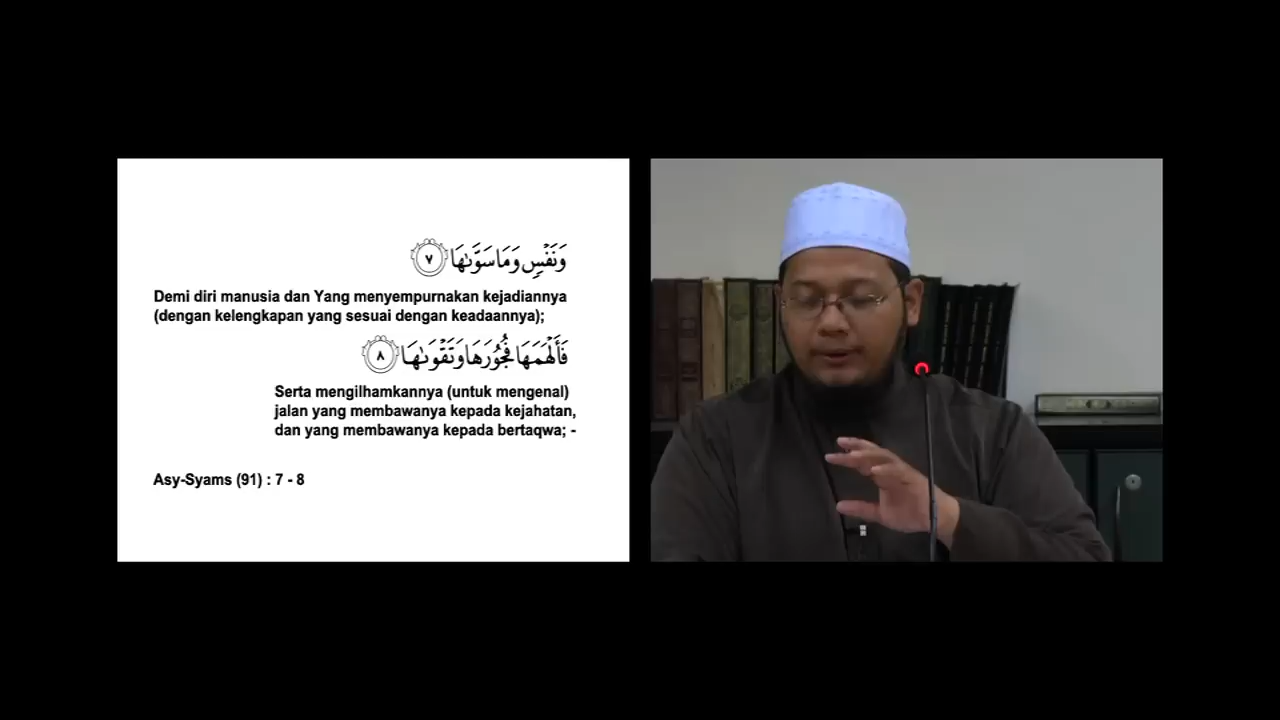 وَنَفْسٍ وَمَا سَوَّىٰهَا ٧
Demi diri manusia dan Yang menyempurnakan kejadiannya
(dengan kelengkapan yang sesuai dengan keadaannya);
فَأَلْهَمَهَا فُجُورَهَا وَتَقْوَىٰهَا ٨
Serta mengilhamkannya (untuk mengenal)
jalan yang membawanya kepada kejahatan,
dan yang membawanya kepada bertaqwa; -
Asy-Syams (91) : 7 - 8